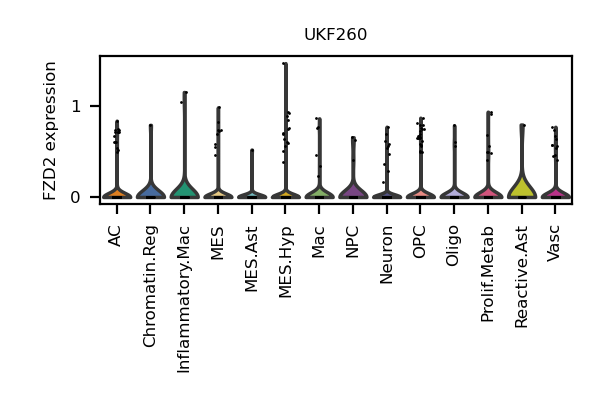 UKF260
FZD2 expression
1
0
AC
Chromatin.Reg
Inflammatory.Mac
MES
MES.Ast
MES.Hyp
Mac
NPC
Neuron
OPC
Oligo
Prolif.Metab
Reactive.Ast
Vasc